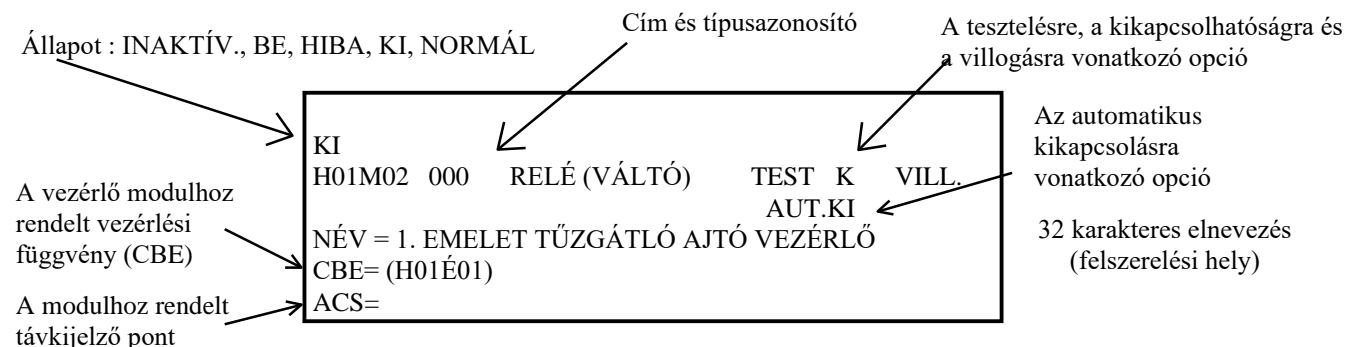 Állapot : INAKTÍV., BE, HIBA, KI, NORMÁL
Cím és típusazonosító
A tesztelésre, a kikapcsolhatóságra és
a villogásra vonatkozó opció
Az automatikus
kikapcsolásra
vonatkozó opció
KI
H01M02 000 RELÉ (VÁLTÓ) TEST K VILL.
AUT.KI
NÉV = 1. EMELET TŰZGÁTLÓ AJTÓ VEZÉRLŐ
CBE= (H01É01)
ACS=
A vezérlő modulhoz
rendelt vezérlési
függvény (CBE)
A modulhoz rendelt
távkijelző pont
32 karakteres elnevezés
(felszerelési hely)